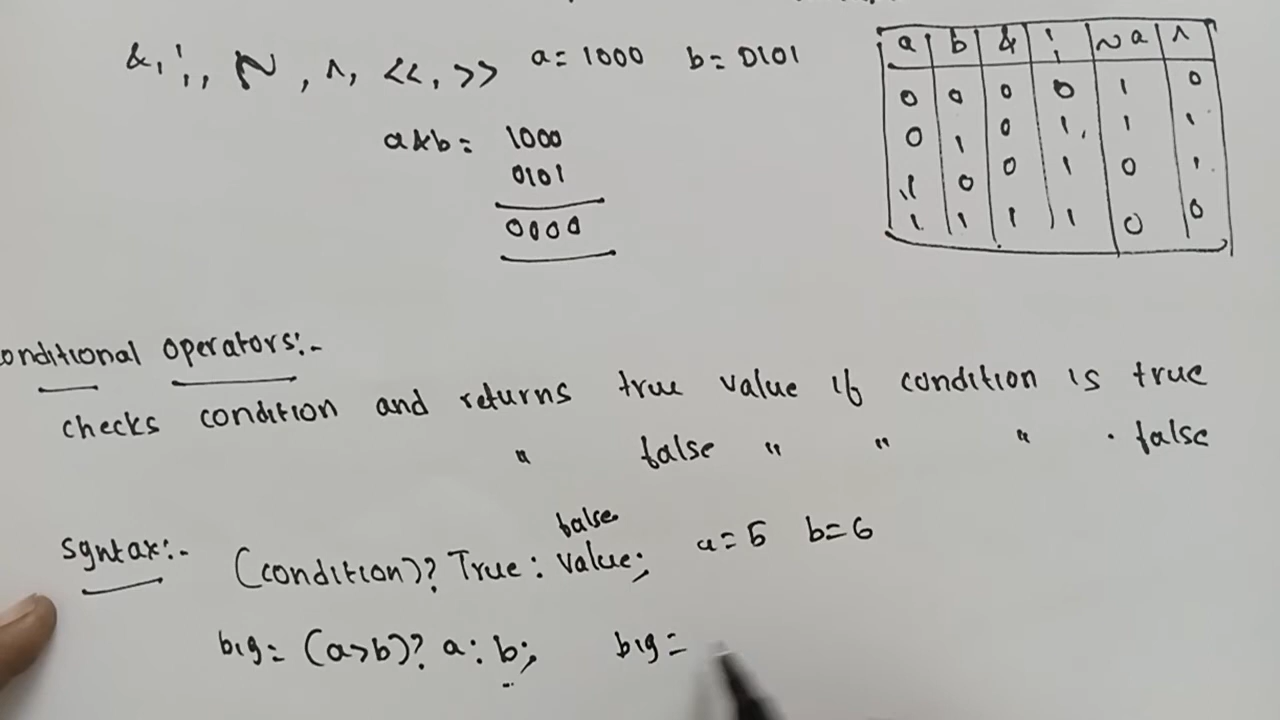 &, ¦, ~, ^, <<, >> a = 1000 b = 0101
a&b = 1000
0101
0000
a b & ¦ ~a ^
0 0 0 0 1 0
0 1 0 1 1 1
1 0 0 1 0 1
1 1 1 1 0 0
onditional operators:-
checks condition and returns true value if condition is true
" false " " " . false
syntax:- (condition)? True : false value; a=5 b=6
big = (a>b)? a : b; big =